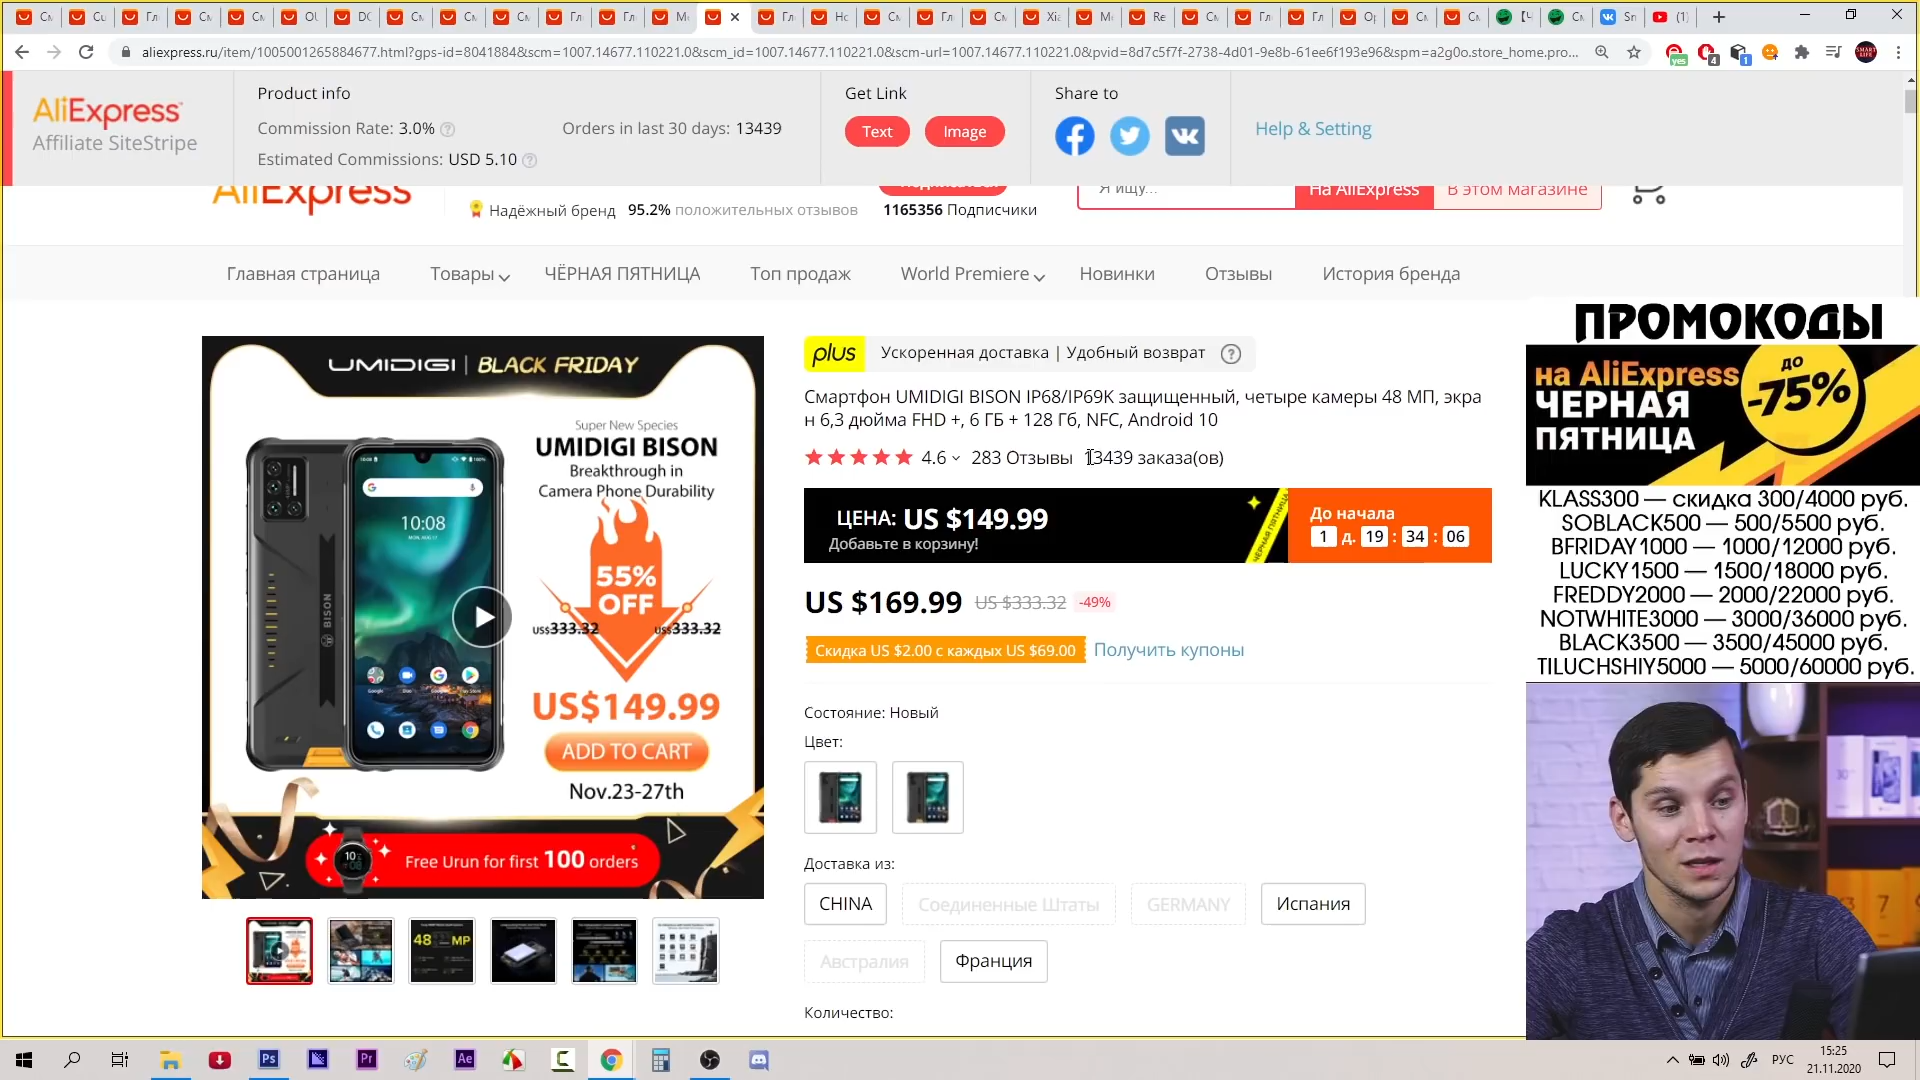 aliexpress.ru/item/1005001265884677.html?gps-id=8041884&scm=1007.14677.110221.0&scm_id=1007.14677.110221.0&scm-url=1007.14677.110221.0&pvid=8d7c5f7f-2738-4d01-9e8b-61ee6f193e96&spm=a2g0o.store_home.pro...
AliExpress
Affiliate SiteStripe
Product info
Commission Rate: 3.0%
Orders in last 30 days: 13439
Estimated Commissions: USD 5.10
Get Link
Text
Image
Share to
Help & Setting
AliExpress
Надёжный бренд 95.2% положительных отзывов
1165356 Подписчики
Я ищу...
На AliExpress
В этом магазине
Главная страница
Товары
ЧЁРНАЯ ПЯТНИЦА
Топ продаж
World Premiere
Новинки
Отзывы
История бренда
UMIDIGI | BLACK FRIDAY
Super New Species
UMIDIGI BISON
Breakthrough in
Camera Phone Durability
10:08
BISON
55%
OFF
US$333.32
US$333.32
US$149.99
ADD TO CART
Nov.23-27th
Free Urun for first 100 orders
48 MP
plus Ускоренная доставка | Удобный возврат ?
Смартфон UMIDIGI BISON IP68/IP69K защищенный, четыре камеры 48 МП, экра
н 6,3 дюйма FHD +, 6 ГБ + 128 Гб, NFC, Android 10
4.6 283 Отзывы 13439 заказа(ов)
ЦЕНА: US $149.99
Добавьте в корзину!
ЧЁРНАЯ ПЯТНИЦА
До начала
1 д. 19 : 34 : 06
US $169.99 US $333.32 -49%
Скидка US $2.00 с каждых US $69.00
Получить купоны
Состояние: Новый
Цвет:
Доставка из:
CHINA
Соединенные Штаты
GERMANY
Испания
Австралия
Франция
Количество:
ПРОМОКОДЫ
на AliExpress
ЧЕРНАЯ
ПЯТНИЦА
ДО
-75%
KLASS300 — скидка 300/4000 руб.
SOBLACK500 — 500/5500 руб.
BFRIDAY1000 — 1000/12000 руб.
LUCKY1500 — 1500/18000 руб.
FREDDY2000 — 2000/22000 руб.
NOTWHITE3000 — 3000/36000 руб.
BLACK3500 — 3500/45000 руб.
TILUCHSHIY5000 — 5000/60000 руб.
Ps
Pr
Ae
РУС
15:25
21.11.2020